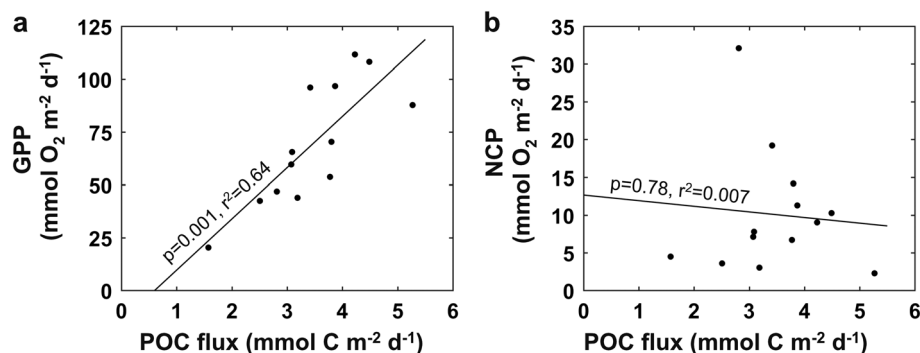 a
GPP
(mmol O₂ m⁻² d⁻¹)
125
100
75
50
25
0
p=0.001, r²=0.64
0 1 2 3 4 5 6
POC flux (mmol C m⁻² d⁻¹)
b
NCP
(mmol O₂ m⁻² d⁻¹)
35
30
25
20
15
10
5
0
p=0.78, r²=0.007
0 1 2 3 4 5 6
POC flux (mmol C m⁻² d⁻¹)